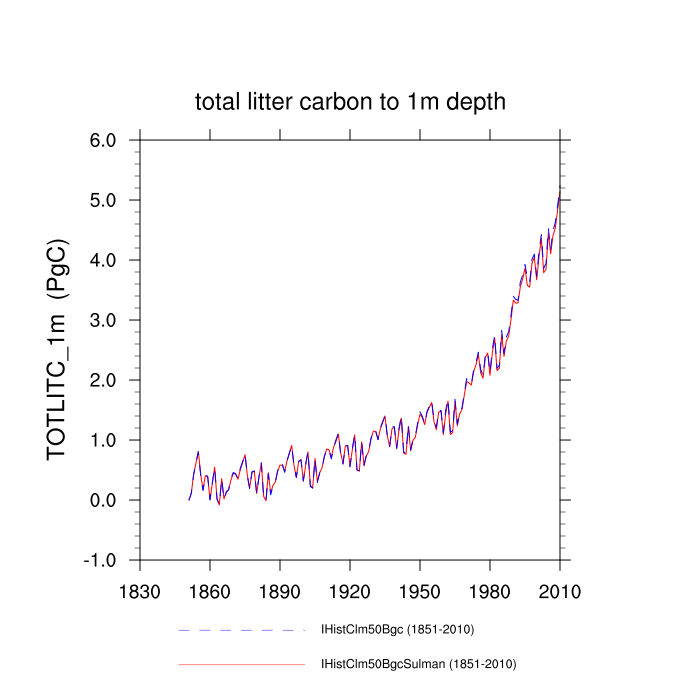 total litter carbon to 1m depth
TOTLITC_1m (PgC)
6.0
5.0
4.0
3.0
2.0
1.0
0.0
-1.0
1830 1860 1890 1920 1950 1980 2010
IHistClm50Bgc (1851-2010)
IHistClm50BgcSulman (1851-2010)